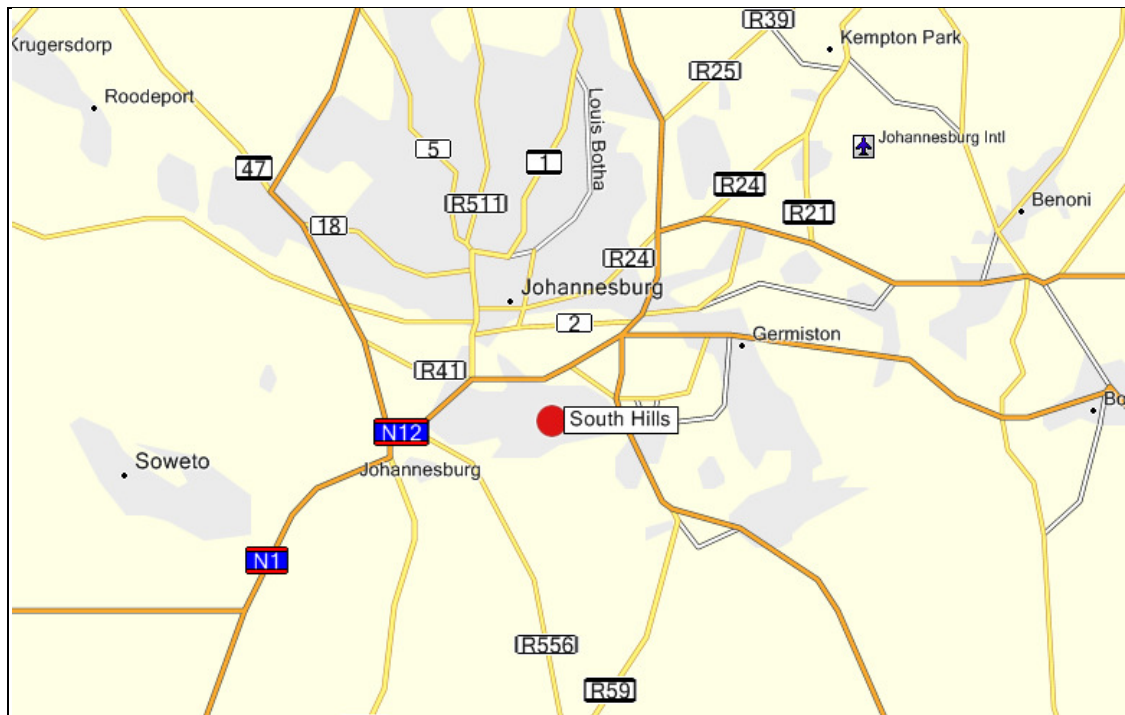 R39
Krugersdorp
Kempton Park
R25
Roodeport
Louis Botha
Johannesburg Intl
5
1
47
R24
R511
R21
Benoni
18
R24
Johannesburg
2
Germiston
R41
Bo
South Hills
N12
Soweto
Johannesburg
N1
R556
R59